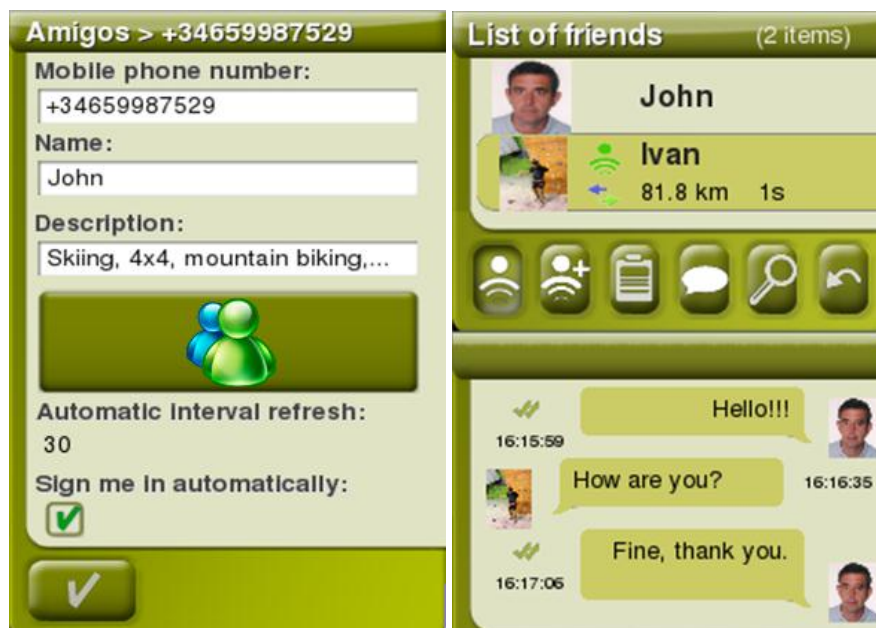 Amigos > +34659987529
Mobile phone number:
+34659987529
Name:
John
Description:
Skiing, 4x4, mountain biking,...
Automatic interval refresh:
30
Sign me in automatically:
List of friends (2 items)
John
Ivan
81.8 km 1s
Hello!!!
16:15:59
How are you?
16:16:35
Fine, thank you.
16:17:06